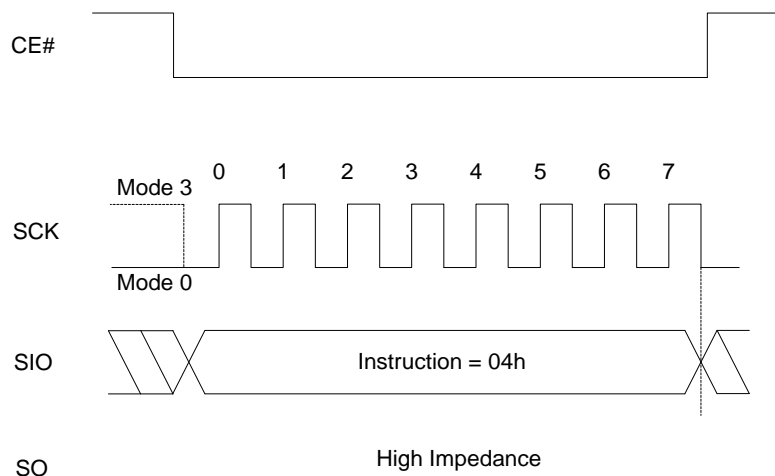 CE#
0 1 2 3 4 5 6 7
Mode 3
SCK
Mode 0
SIO
Instruction = 04h
SO
High Impedance